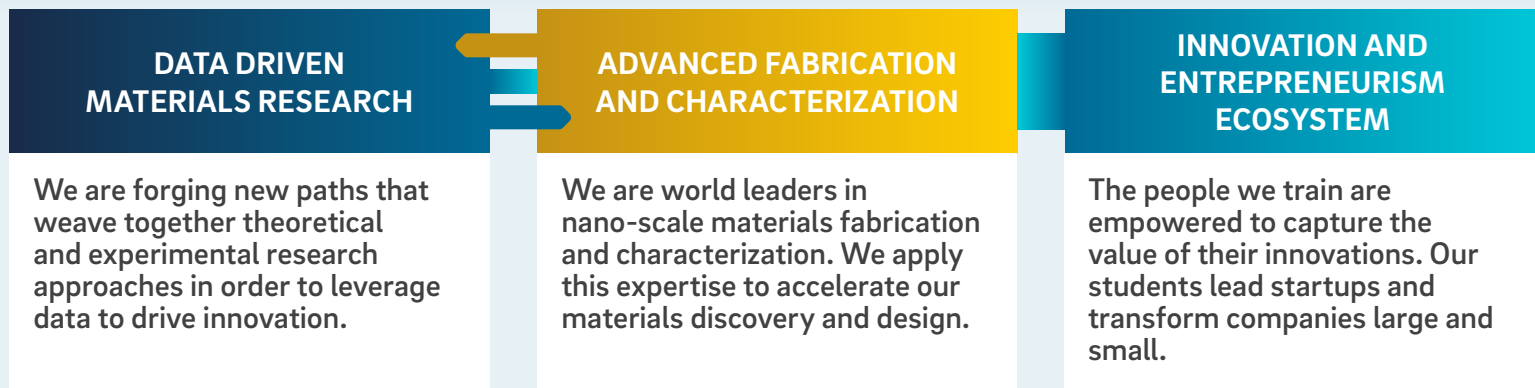 DATA DRIVEN
MATERIALS RESEARCH
We are forging new paths that
weave together theoretical
and experimental research
approaches in order to leverage
data to drive innovation.
ADVANCED FABRICATION
AND CHARACTERIZATION
We are world leaders in
nano-scale materials fabrication
and characterization. We apply
this expertise to accelerate our
materials discovery and design.
INNOVATION AND
ENTREPRENEURISM
ECOSYSTEM
The people we train are
empowered to capture the
value of their innovations. Our
students lead startups and
transform companies large and
small.